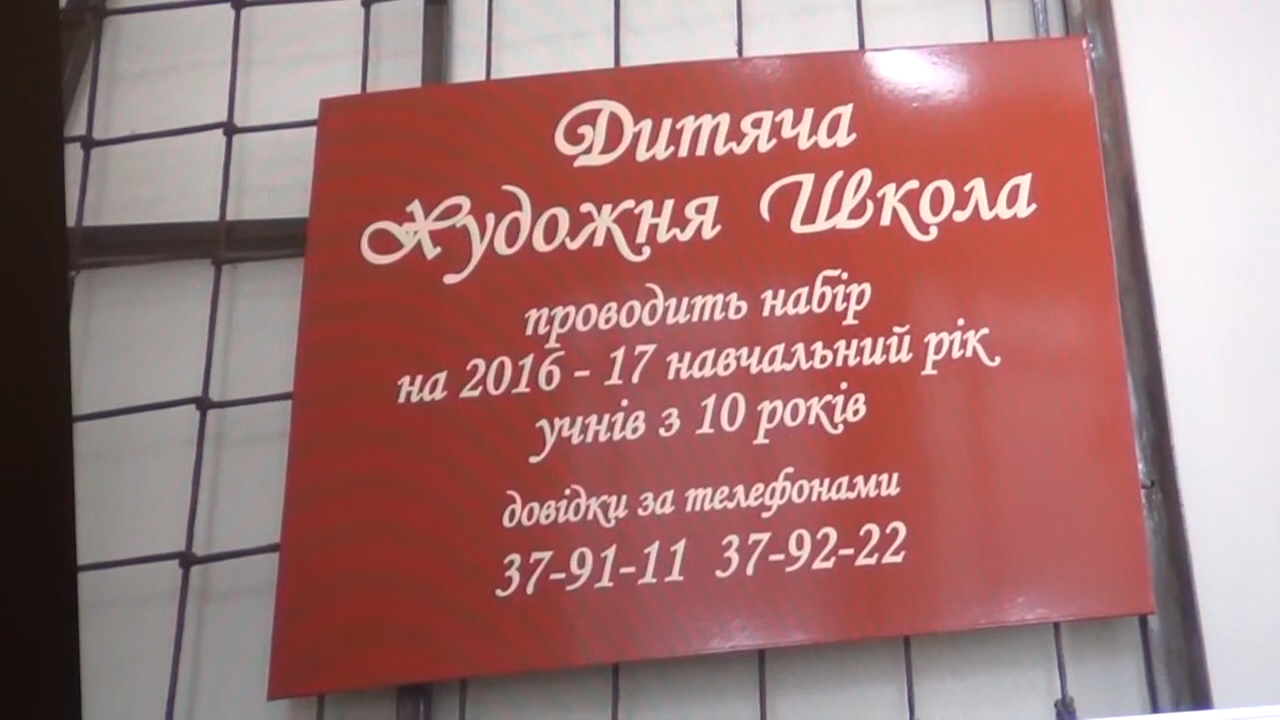 Дитяча
Художня Школа
проводить набір
на 2016 - 17 навчальний рік
учнів з 10 років
довідки за телефонами
37-91-11 37-92-22